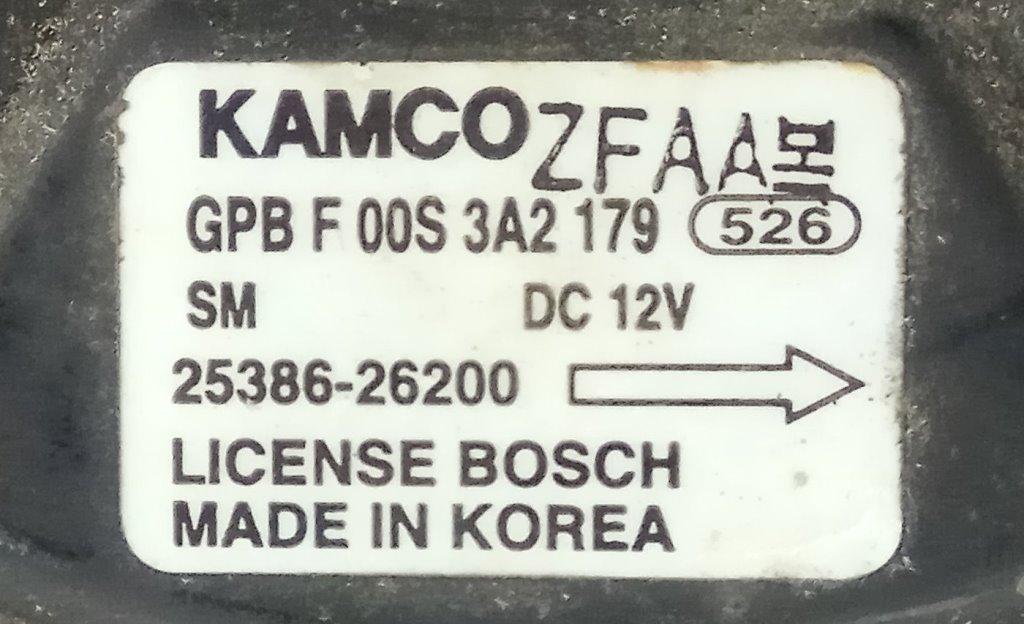 KAMCO ZFAA모
GPB F 00S 3A2 179 526
SM DC 12V
25386-26200
LICENSE BOSCH
MADE IN KOREA